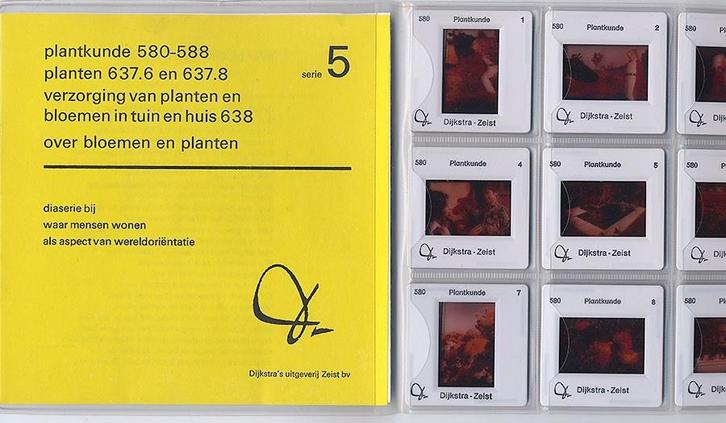 plantkunde 580-588
planten 637.6 en 637.8
serie 5
verzorging van planten en
bloemen in tuin en huis 638
over bloemen en planten
diaserie bij
waar mensen wonen
als aspect van wereldoriëntatie
Dijkstra's uitgeverij Zeist bv
580 Plantkunde 1
Dijkstra - Zeist
580 Plantkunde 2
Dijkstra - Zeist
580
580 Plantkunde 4
Dijkstra - Zeist
580 Plantkunde 5
Dijkstra - Zeist
580
580 Plantkunde 7
Dijkstra - Zeist
580 Plantkunde 8
Dijkstra - Zeist
580